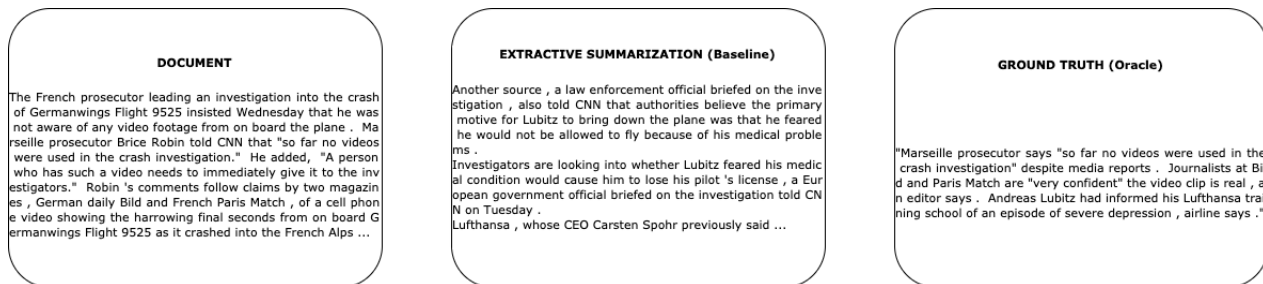 DOCUMENT
The French prosecutor leading an investigation into the crash
of Germanwings Flight 9525 insisted Wednesday that he was
not aware of any video footage from on board the plane . Ma
rseille prosecutor Brice Robin told CNN that "so far no videos
were used in the crash investigation." He added, "A person
who has such a video needs to immediately give it to the inv
estigators." Robin 's comments follow claims by two magazin
es , German daily Bild and French Paris Match , of a cell phon
e video showing the harrowing final seconds from on board G
ermanwings Flight 9525 as it crashed into the French Alps ...
EXTRACTIVE SUMMARIZATION (Baseline)
Another source , a law enforcement official briefed on the inve
stigation , also told CNN that authorities believe the primary
motive for Lubitz to bring down the plane was that he feared
he would not be allowed to fly because of his medical proble
ms .
Investigators are looking into whether Lubitz feared his medic
al condition would cause him to lose his pilot 's license , a Eur
opean government official briefed on the investigation told CN
N on Tuesday .
Lufthansa , whose CEO Carsten Spohr previously said ...
GROUND TRUTH (Oracle)
"Marseille prosecutor says "so far no videos were used in the
crash investigation" despite media reports . Journalists at Bi
d and Paris Match are "very confident" the video clip is real , a
n editor says . Andreas Lubitz had informed his Lufthansa trai
ning school of an episode of severe depression , airline says ."